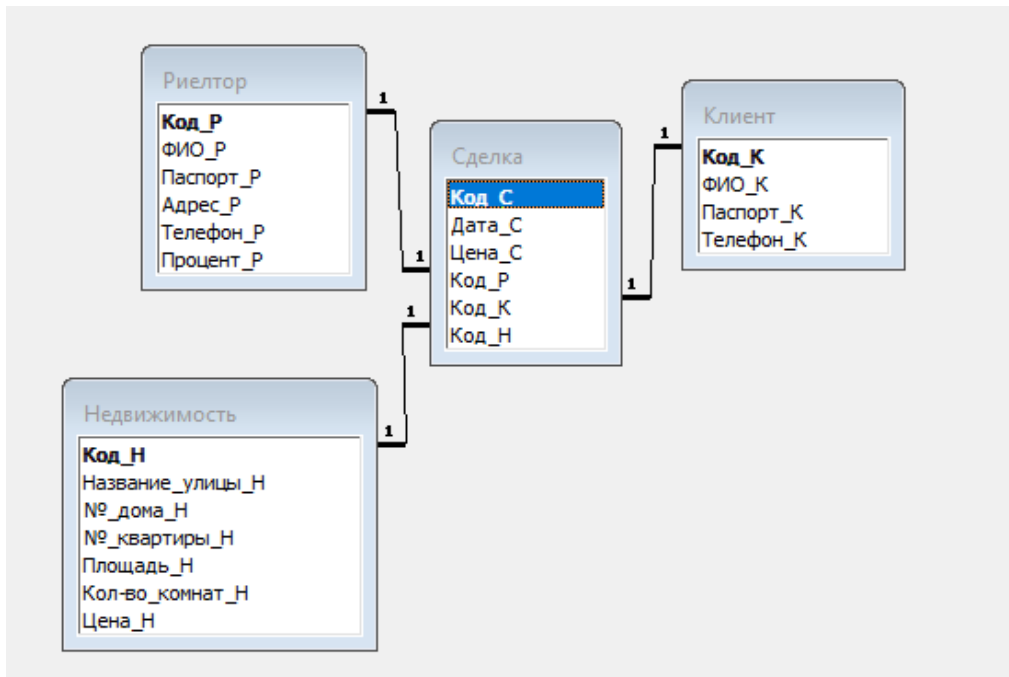 Риелтор
Код_Р
ФИО_Р
Паспорт_Р
Адрес_Р
Телефон_Р
Процент_Р
1
1
Сделка
Код_С
Дата_С
Цена_С
Код_Р
Код_К
Код_Н
1
1
Клиент
Код_К
ФИО_К
Паспорт_К
Телефон_К
1
1
Недвижимость
Код_Н
Название_улицы_Н
№_дома_Н
№_квартиры_Н
Площадь_Н
Кол-во_комнат_Н
Цена_Н